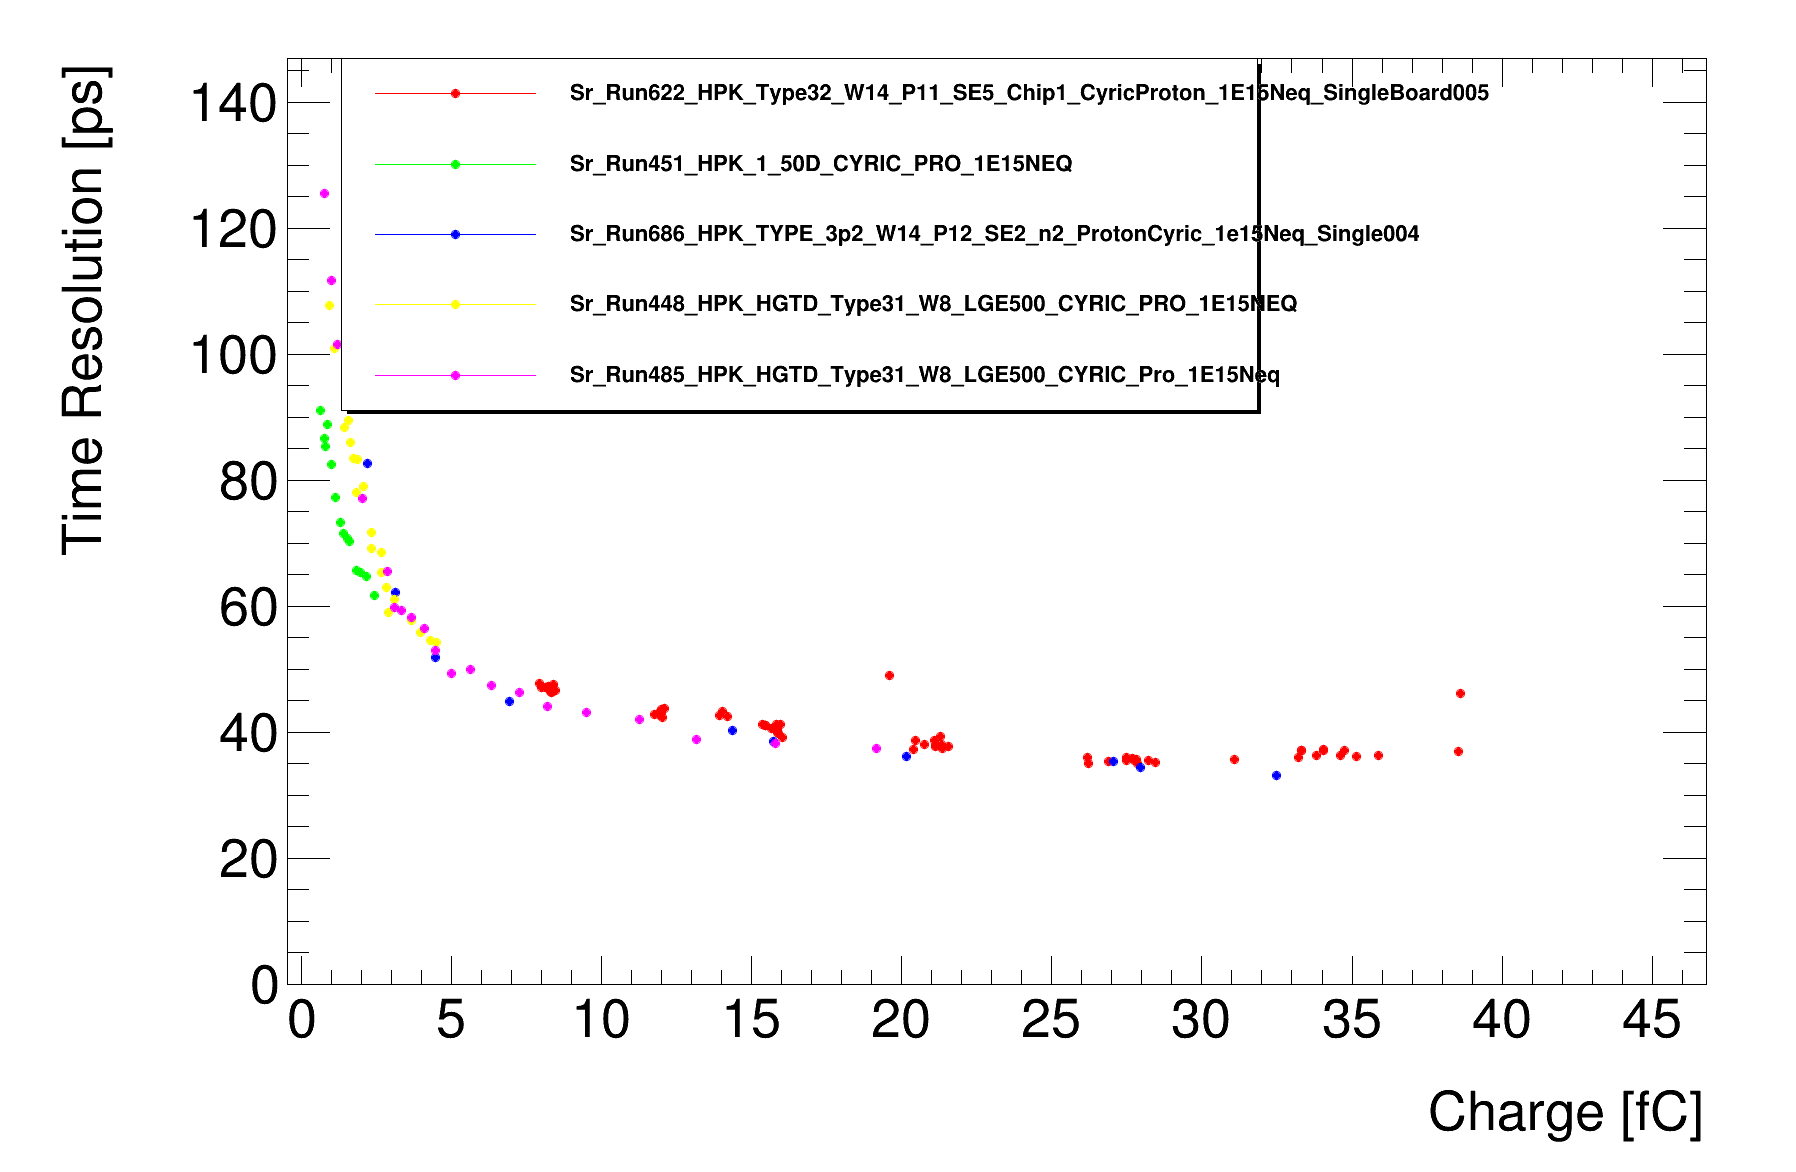 Time Resolution [ps]
140
120
100
80
60
40
20
0
Sr_Run622_HPK_Type32_W14_P11_SE5_Chip1_CyricProton_1E15Neq_SingleBoard005
Sr_Run451_HPK_1_50D_CYRIC_PRO_1E15NEQ
Sr_Run686_HPK_TYPE_3p2_W14_P12_SE2_n2_ProtonCyric_1e15Neq_Single004
Sr_Run448_HPK_HGTD_Type31_W8_LGE500_CYRIC_PRO_1E15NEQ
Sr_Run485_HPK_HGTD_Type31_W8_LGE500_CYRIC_Pro_1E15Neq
0 5 10 15 20 25 30 35 40 45
Charge [fC]